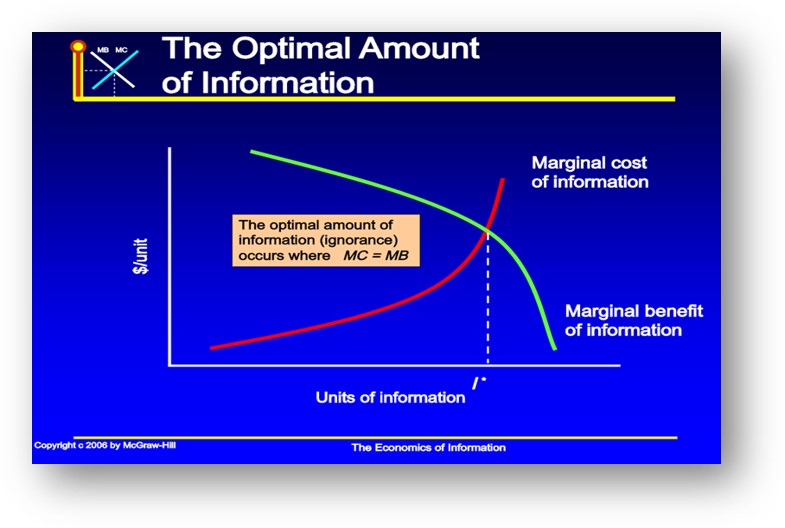 MB MC
The Optimal Amount
of Information
Marginal cost
of information
The optimal amount of
information (ignorance)
occurs where MC = MB
$/unit
Marginal benefit
of information
I *
Units of information
Copyright c 2006 by McGraw-Hill
The Economics of Information